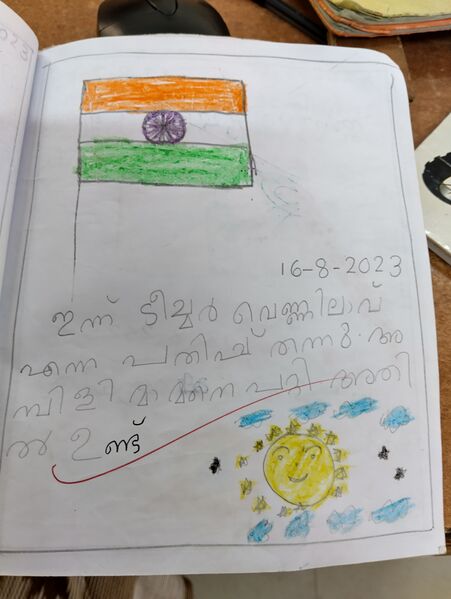 16-8-2023
ഇന്ന് ടീച്ചർ വെണ്ണിലാവ്
എന്ന പതിപ്പ് തന്നു. അ
മ്പിളി മാമനെ പറ്റി അതി
ൽ ഉണ്ട്